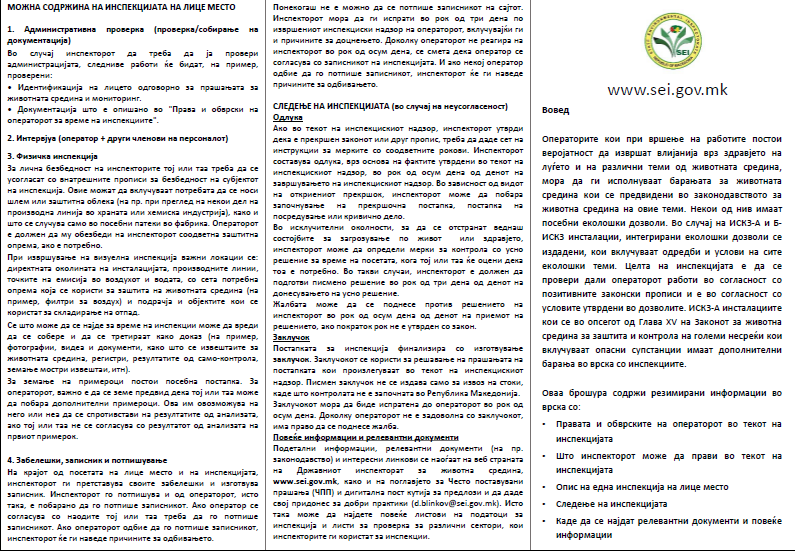 МОЖНА СОДРЖИНА НА ИНСПЕКЦИЈАТА НА ЛИЦЕ МЕСТО
1. Административна проверка (проверка/собирање на
документација)
Во случај инспекторот да треба да ја провери
администрацијата, следниве работи ќе бидат, на пример,
проверени:
• Идентификација на лицето одговорно за прашањата за
животната средина и мониторинг.
• Документација што е опишано во "Права и обврски на
операторот за време на инспекциите".
2. Интервјуа (оператор + други членови на персоналот)
3. Физичка инспекција
За лична безбедност на инспекторите тој или таа треба да се
усогласат со внатрешните прописи за безбедност на субјектот
на инспекција. Овие можат да вклучуваат потребата да се носи
шлем или заштитна облека (на пр. при преглед на некои дел на
производна линија во храната или хемиска индустрија), како и
што се случува само во посебни патеки во фабрика. Операторот
е должен да му обезбеди на инспекторот соодветна заштитна
опрема, ако е потребно.
При извршување на визуелна инспекција важни локации се:
директната околината на инсталацијата, производните линии,
точките на емисија во воздухот и водата, со сета потребна
опрема која се користи за заштита на животната средина (на
пример, филтри за воздух) и подрачја и објектите кои се
користат за складирање на отпад.
Се што може да се најде за време на инспекции може да вреди
да се собере и да се третираат како доказ (на пример,
фотографии, видеа и документи, како што се извештаите за
животната средина, регистри, резултатите од само-контрола,
земање мостри извештаи, итн).
За земање на примероци постои посебна постапка. За
операторот, важно е да се земе предвид дека тој или таа може
да побара дополнителни примероци. Ова им овозможува на
него или неа да се спротивстави на резултатите од анализата,
ако тој или таа не се согласува со резултатот од анализата на
првиот примерок.
4. Забелешки, записник и потпишување
На крајот од посетата на лице место и на инспекцијата,
инспекторот ги претставува своите забелешки и изготвува
записник. Инспекторот го потпишува и од операторот, исто
така, е побарано да го потпише записникот. Ако оператор се
согласува со наодите тој или таа треба да го потпише
записникот. Ако операторот одбие да го потпише записникот,
инспекторот ќе ги наведе причините за одбивањето.
Понекогаш не е можно да се потпише записникот на сајтот.
Инспекторот мора да ги испрати во рок од три дена по
извршениот инспекциски надзор на операторот, вклучувајќи ги
и причините за доцнењето. Доколку операторот не реагира на
инспекторот во рок од осум дена, се смета дека оператор се
согласува со записникот на инспекцијата. И ако некој оператор
одбие да го потпише записникот, инспекторот ќе ги наведе
причините за одбивањето.
СЛЕДЕЊЕ НА ИНСПЕКЦИЈАТА (во случај на неусогласеност)
Одлука
Ако во текот на инспекцискиот надзор, инспекторот утврди
дека е прекршен законот или друг пропис, треба да даде сет на
инструкции за мерките со соодветните рокови. Инспекторот
составува одлука, врз основа на фактите утврдени во текот на
инспекцискиот надзор, во рок од осум дена од денот на
завршувањето на инспекцискиот надзор. Во зависност од видот
на откриениот прекршок, инспекторот може да побара
започнување на прекршочна постапка, постапка на
посредување или кривично дело.
Во исклучителни околности, за да се отстранат веднаш
состојбите за загрозување по живот или здравјето,
инспекторот може да определи мерки за контрола со усно
решение за време на посетата, кога тој или таа ќе оцени дека
тоа е потребно. Во такви случаи, инспекторот е должен да
подготви писмено решение во рок од три дена од денот на
донесувањето на усно решение.
Жалбата може да се поднесе против решението на
инспекторот во рок од осум дена од денот на приемот на
решението, ако пократок рок не е утврден со закон.
Заклучок
Постапката за инспекција финализира со изготвување
заклучок. Заклучокот се користи за решавање на прашањата на
постапката кои произлегуваат во текот на инспекцискиот
надзор. Писмен заклучок не се издава само за извоз на стоки,
каде што контролата не е започната во Република Македонија.
Заклучокот мора да биде испратена до операторот во рок од
осум дена. Доколку операторот не е задоволна со заклучокот,
има право да се поднесе жалба.
Повеќе информации и релевантни документи
Подетални информации, релевантни документи (на пр.
законодавство) и интересни линкови се наоѓаат на веб страната
на Државниот инспекторат за животна средина,
www.sei.gov.mk, како и на поглавјето за Често поставувани
прашања (ЧПП) и дигитална пост кутија за предлози и да даде
свој придонес за добри практики (d.blinkov@sei.gov.mk). Исто
така може да најдете повеќе листови на податоци за
инспекција и листи за проверка за различни сектори, кои
инспекторите ги користат за инспекции.
SEI
www.sei.gov.mk
Вовед
Операторите кои при вршење на работите постои
веројатност да извршат влијанија врз здравјето на
луѓето и на различни теми од животната средина,
мора да ги исполнуваат барањата за животната
средина кои се предвидени во законодавството за
животна средина на овие теми. Некои од нив имаат
посебни еколошки дозволи. Во случај на ИСКЗ-А и Б-
ИСКЗ инсталации, интегрирани еколошки дозволи се
издадени, кои вклучуваат одредби и услови на сите
еколошки теми. Целта на инспекцијата е да се
провери дали операторот работи во согласност со
позитивните законски прописи и е во согласност со
условите утврдени во дозволите. ИСКЗ-А инсталациите
кои се во опсегот од Глава XV на Законот за животна
средина за заштита и контрола на големи несреќи кои
вклучуваат опасни супстанции имаат дополнителни
барања во врска со инспекциите.
Оваа брошура содржи резимирани информации во
врска со:
• Правата и обврските на операторот во текот на
инспекцијата
• Што инспекторот може да прави во текот на
инспекцијата
• Опис на една инспекција на лице место
• Следење на инспекцијата
• Каде да се најдат релевантни документи и повеќе
информации